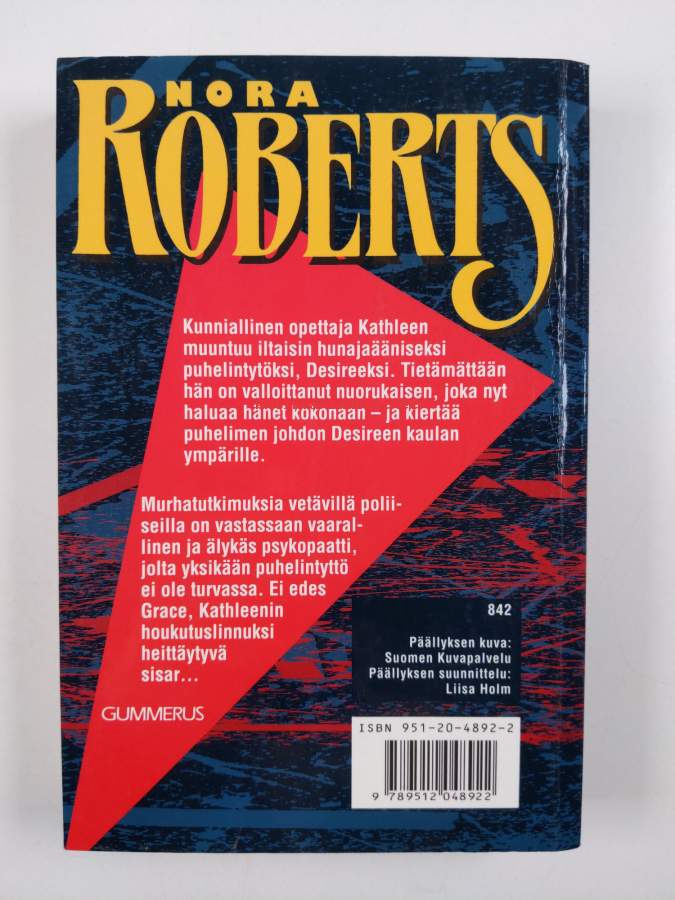 NORA
ROBERTS
Kunniallinen opettaja Kathleen
muuntuu iltaisin hunajaääniseksi
puhelintytöksi, Desireeksi. Tietämättään
hän on valloittanut nuorukaisen, joka nyt
haluaa hänet kokonaan – ja kiertää
puhelimen johdon Desireen kaulan
ympärille.
Murhatutkimuksia vetävillä polii-
seilla on vastassaan vaaral-
linen ja älykäs psykopaatti,
jolta yksikään puhelintyttö
ei ole turvassa. Ei edes
Grace, Kathleenin
houkutuslinnuksi
heittäytyvä
sisar...
GUMMERUS
842
Päällyksen kuva:
Suomen Kuvapalvelu
Päällyksen suunnittelu:
Liisa Holm
ISBN 951-20-4892-2
9 789512 048922